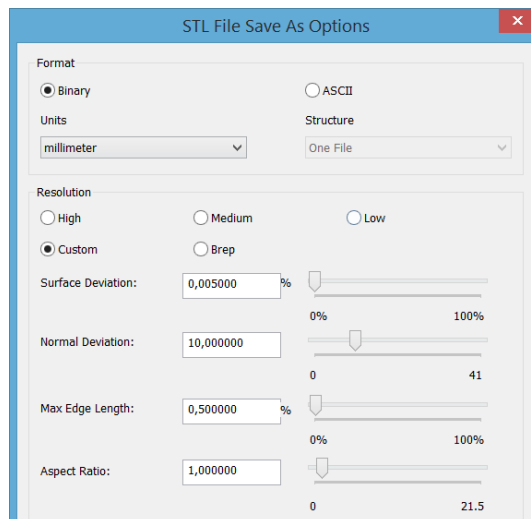 STL File Save As Options
Format
Binary
ASCII
Units
Structure
millimeter
One File
Resolution
High
Medium
Low
Custom
Brep
Surface Deviation:
0,005000
%
0%
100%
Normal Deviation:
10,000000
0
41
Max Edge Length:
0,500000
%
0%
100%
Aspect Ratio:
1,000000
0
21.5